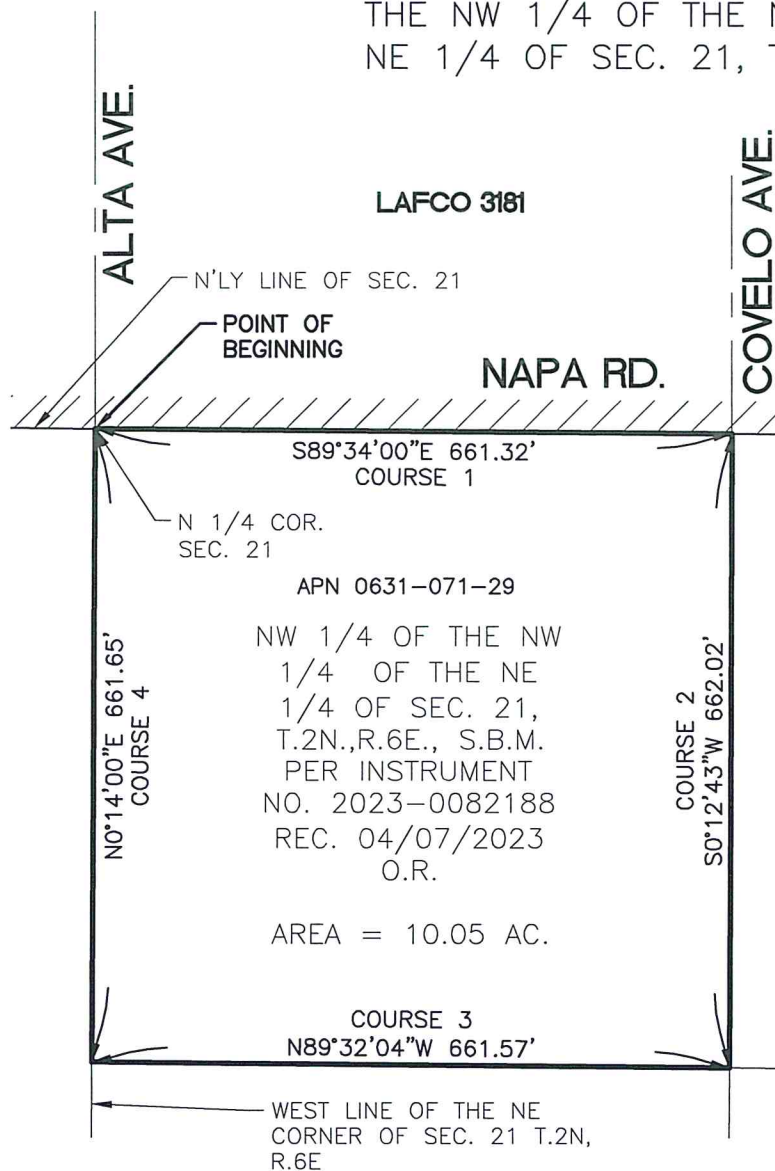 THE NW 1/4 OF THE
NE 1/4 OF SEC. 21,
ALTA AVE.
COVELO AVE.
LAFCO 3181
N'LY LINE OF SEC. 21
POINT OF
BEGINNING
NAPA RD.
S89°34'00"E 661.32'
COURSE 1
N 1/4 COR.
SEC. 21
APN 0631-071-29
NW 1/4 OF THE NW
1/4 OF THE NE
1/4 OF SEC. 21,
T.2N.,R.6E., S.B.M.
PER INSTRUMENT
NO. 2023-0082188
REC. 04/07/2023
O.R.
AREA = 10.05 AC.
N0°14'00"E 661.65'
COURSE 4
COURSE 2
S0°12'43"W 662.02'
COURSE 3
N89°32'04"W 661.57'
WEST LINE OF THE NE
CORNER OF SEC. 21 T.2N,
R.6E